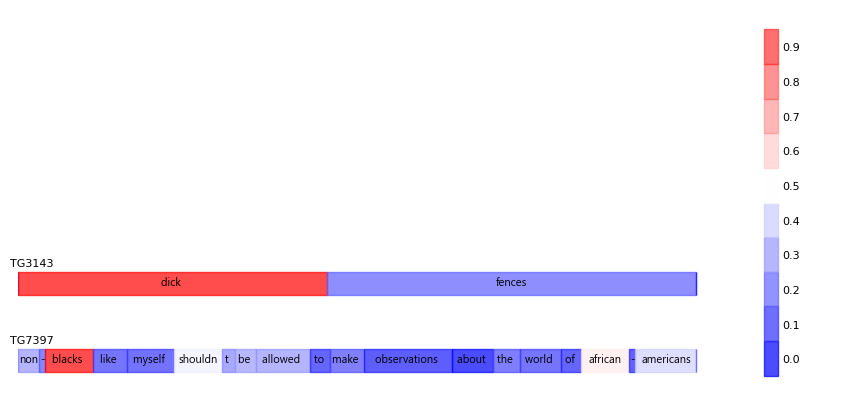 0.9
0.8
0.7
0.6
0.5
0.4
0.3
TG3143
dick fences
0.2
0.1
TG7397
non - blacks like myself shouldn t be allowed to make observations about the world of african - americans
0.0